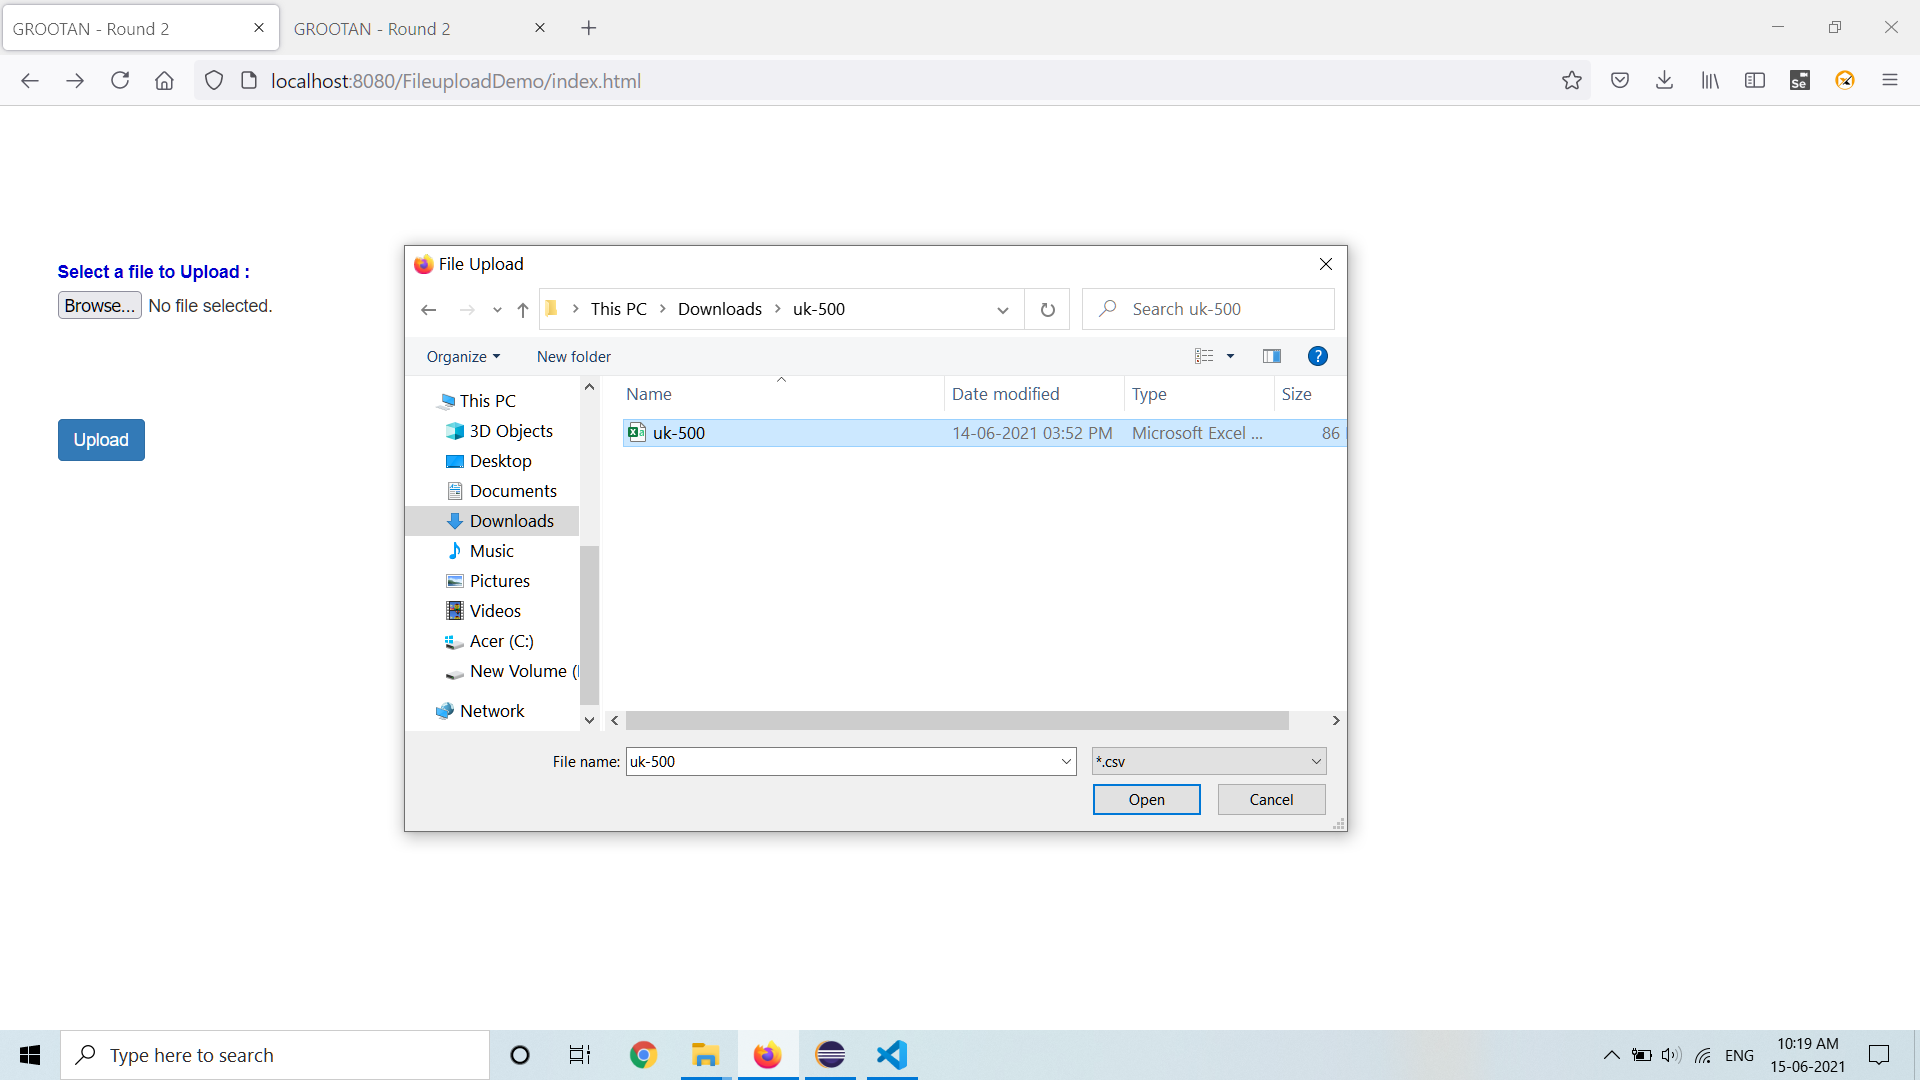 GROOTAN - Round 2
GROOTAN - Round 2
localhost:8080/FileuploadDemo/index.html
Se
Select a file to Upload :
Browse... No file selected.
Upload
File Upload
This PC > Downloads > uk-500
Search uk-500
Organize
New folder
?
This PC
3D Objects
Desktop
Documents
Downloads
Music
Pictures
Videos
Acer (C:)
New Volume (
Network
Name Date modified Type Size
uk-500 14-06-2021 03:52 PM Microsoft Excel ... 86
File name: uk-500
*.csv
Open
Cancel
Type here to search
ENG
10:19 AM
15-06-2021